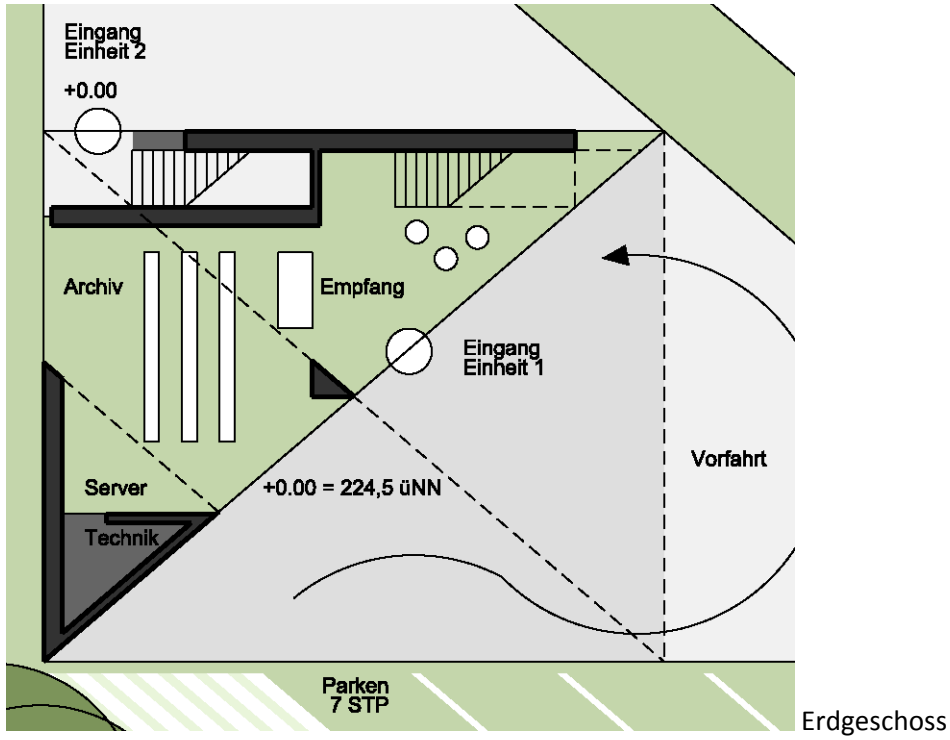 Eingang
Einheit 2
+0.00
Archiv
Empfang
Eingang
Einheit 1
Vorfahrt
Server
+0.00 = 224,5 üNN
Technik
Parken
7 STP
Erdgeschoss